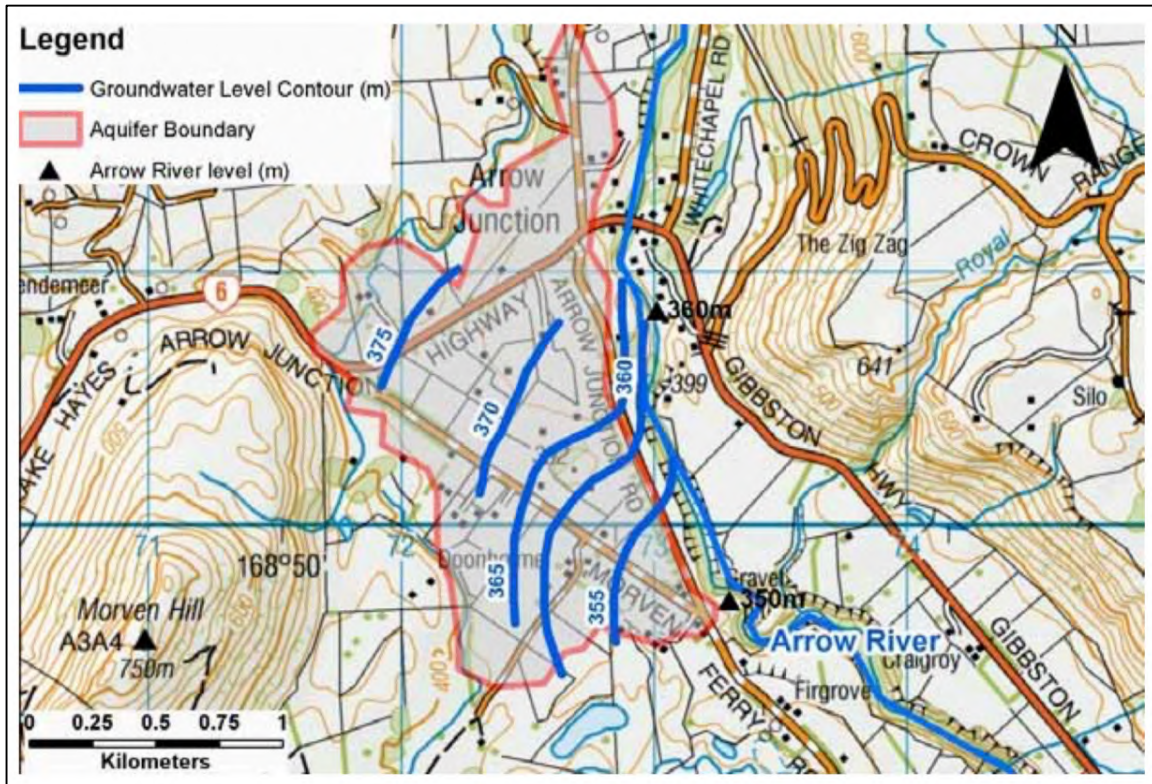 Legend
Groundwater Level Contour (m)
Aquifer Boundary
Arrow River level (m)
Arrow
Junction
WHITECHAPEL RD
CROWN
RANGE
The Zig Zag
Royal
6
ARROW JUNCTION
HIGHWAY
LAKE HAYES
ARROW JUNCTION RD
375
370
360
360m
399
641
Silo
GIBBSTON
HWY
71
72
168°50'
365
355
MORVEN
FERRY
350m
Arrow River
Morven Hill
A3A4
750m
400
600
Craigroy
Firgrove
GIBBSTON
0 0.25 0.5 0.75 1
Kilometers